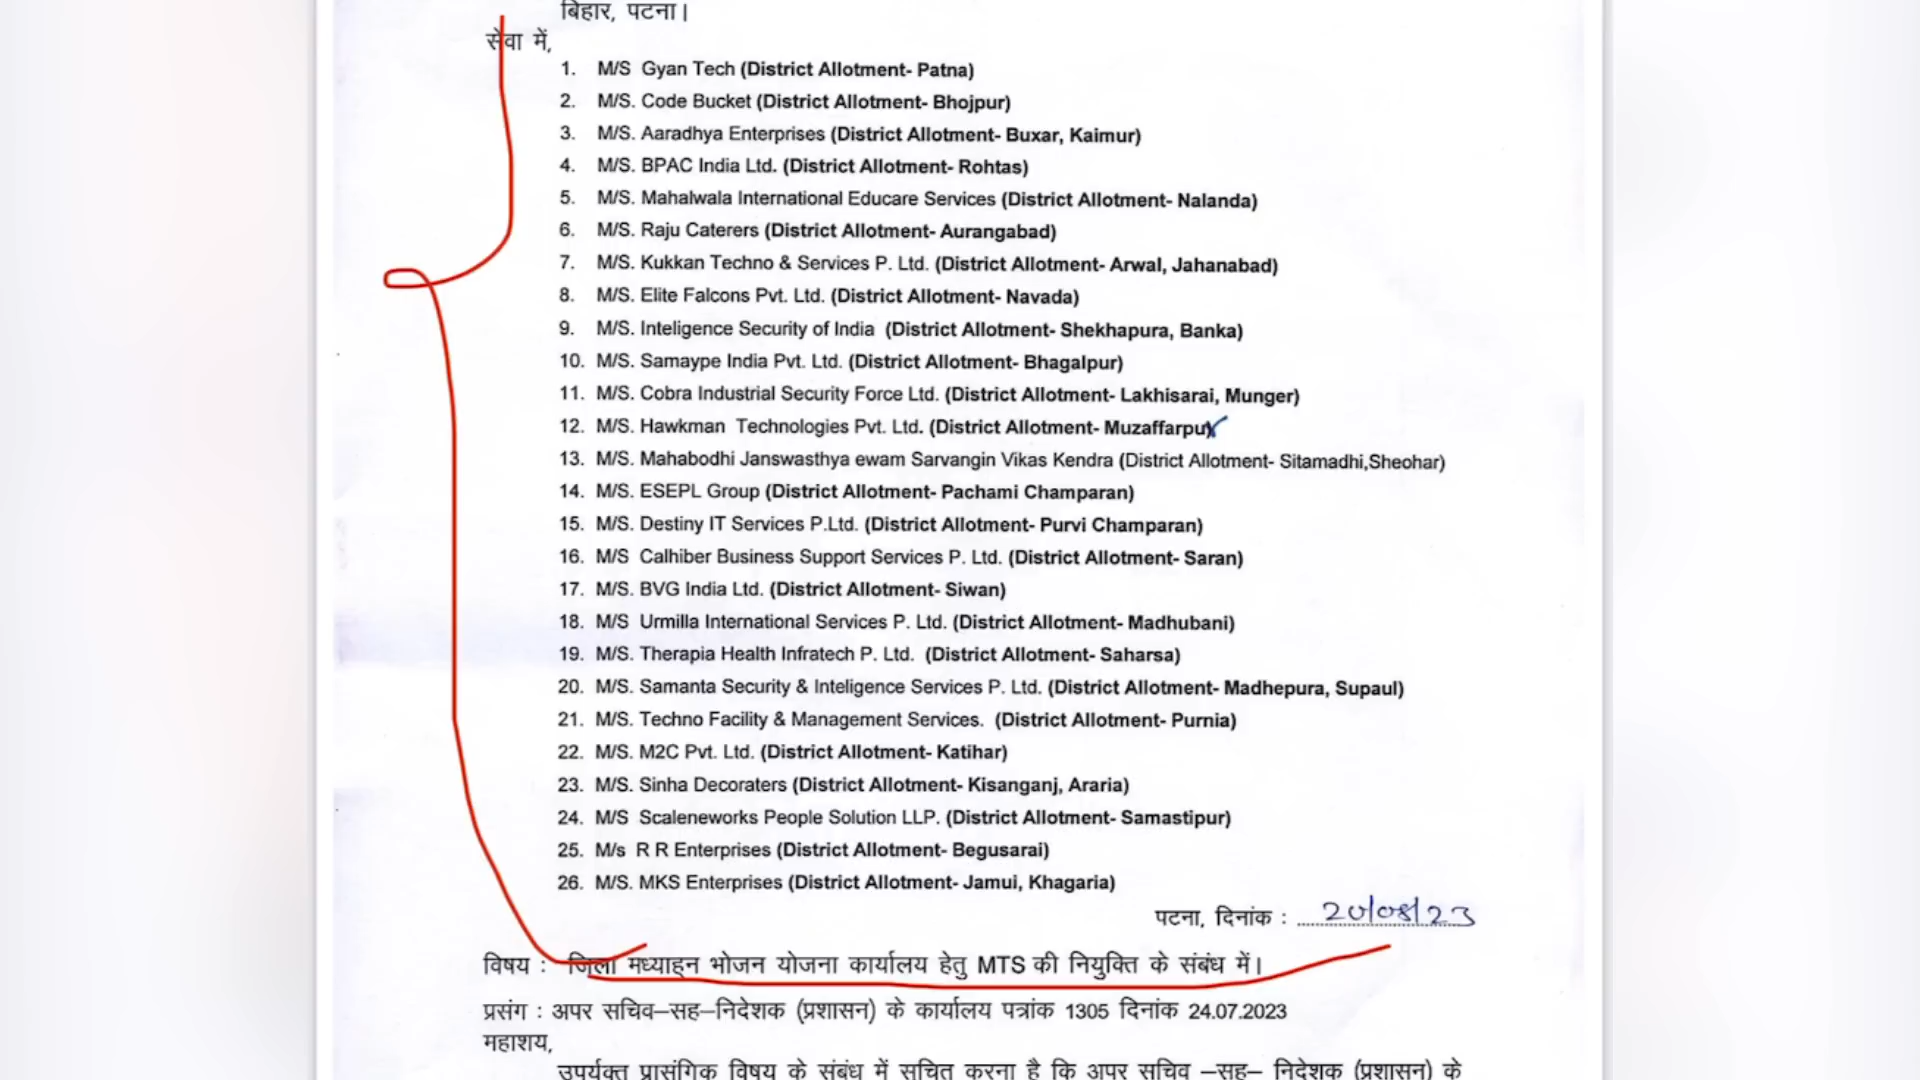 बिहार, पटना।
सेवा में,
1. M/S Gyan Tech (District Allotment- Patna)
2. M/S. Code Bucket (District Allotment- Bhojpur)
3. M/S. Aaradhya Enterprises (District Allotment- Buxar, Kaimur)
4. M/S. BPAC India Ltd. (District Allotment- Rohtas)
5. M/S. Mahalwala International Educare Services (District Allotment- Nalanda)
6. M/S. Raju Caterers (District Allotment- Aurangabad)
7. M/S. Kukkan Techno & Services P. Ltd. (District Allotment- Arwal, Jahanabad)
8. M/S. Elite Falcons Pvt. Ltd. (District Allotment- Navada)
9. M/S. Inteligence Security of India (District Allotment- Shekhapura, Banka)
10. M/S. Samaype India Pvt. Ltd. (District Allotment- Bhagalpur)
11. M/S. Cobra Industrial Security Force Ltd. (District Allotment- Lakhisarai, Munger)
12. M/S. Hawkman Technologies Pvt. Ltd. (District Allotment- Muzaffarpur)
13. M/S. Mahabodhi Janswasthya ewam Sarvangin Vikas Kendra (District Allotment- Sitamadhi,Sheohar)
14. M/S. ESEPL Group (District Allotment- Pachami Champaran)
15. M/S. Destiny IT Services P.Ltd. (District Allotment- Purvi Champaran)
16. M/S Calhiber Business Support Services P. Ltd. (District Allotment- Saran)
17. M/S. BVG India Ltd. (District Allotment- Siwan)
18. M/S Urmilla International Services P. Ltd. (District Allotment- Madhubani)
19. M/S. Therapia Health Infratech P. Ltd. (District Allotment- Saharsa)
20. M/S. Samanta Security & Inteligence Services P. Ltd. (District Allotment- Madhepura, Supaul)
21. M/S. Techno Facility & Management Services. (District Allotment- Purnia)
22. M/S. M2C Pvt. Ltd. (District Allotment- Katihar)
23. M/S. Sinha Decoraters (District Allotment- Kisanganj, Araria)
24. M/S Scaleneworks People Solution LLP. (District Allotment- Samastipur)
25. M/s R R Enterprises (District Allotment- Begusarai)
26. M/S. MKS Enterprises (District Allotment- Jamui, Khagaria)
पटना, दिनांक : 20/08/23
विषय : जिला मध्याह्न भोजन योजना कार्यालय हेतु MTS की नियुक्ति के संबंध में।
प्रसंग : अपर सचिव–सह–निदेशक (प्रशासन) के कार्यालय पत्रांक 1305 दिनांक 24.07.2023
महाशय,
उपर्युक्त प्रासंगिक विषय के संबंध में सूचित करना है कि अपर सचिव –सह– निदेशक (प्रशासन) के